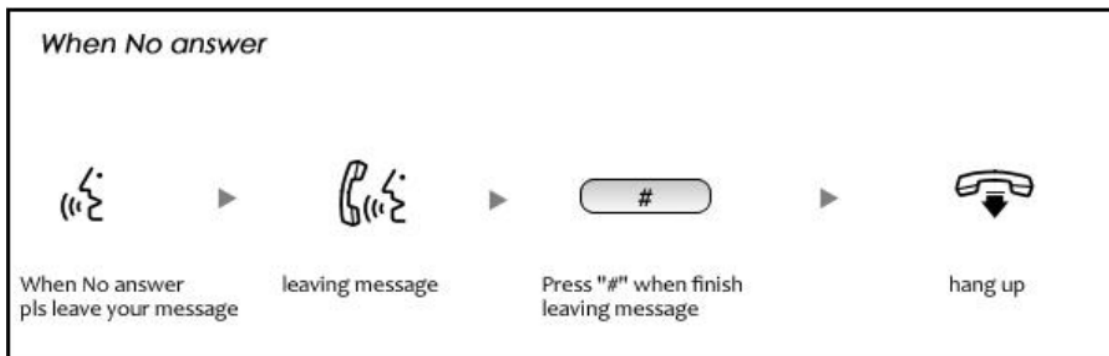 When No answer
#
When No answer
pls leave your message
leaving message
Press "#" when finish
leaving message
hang up